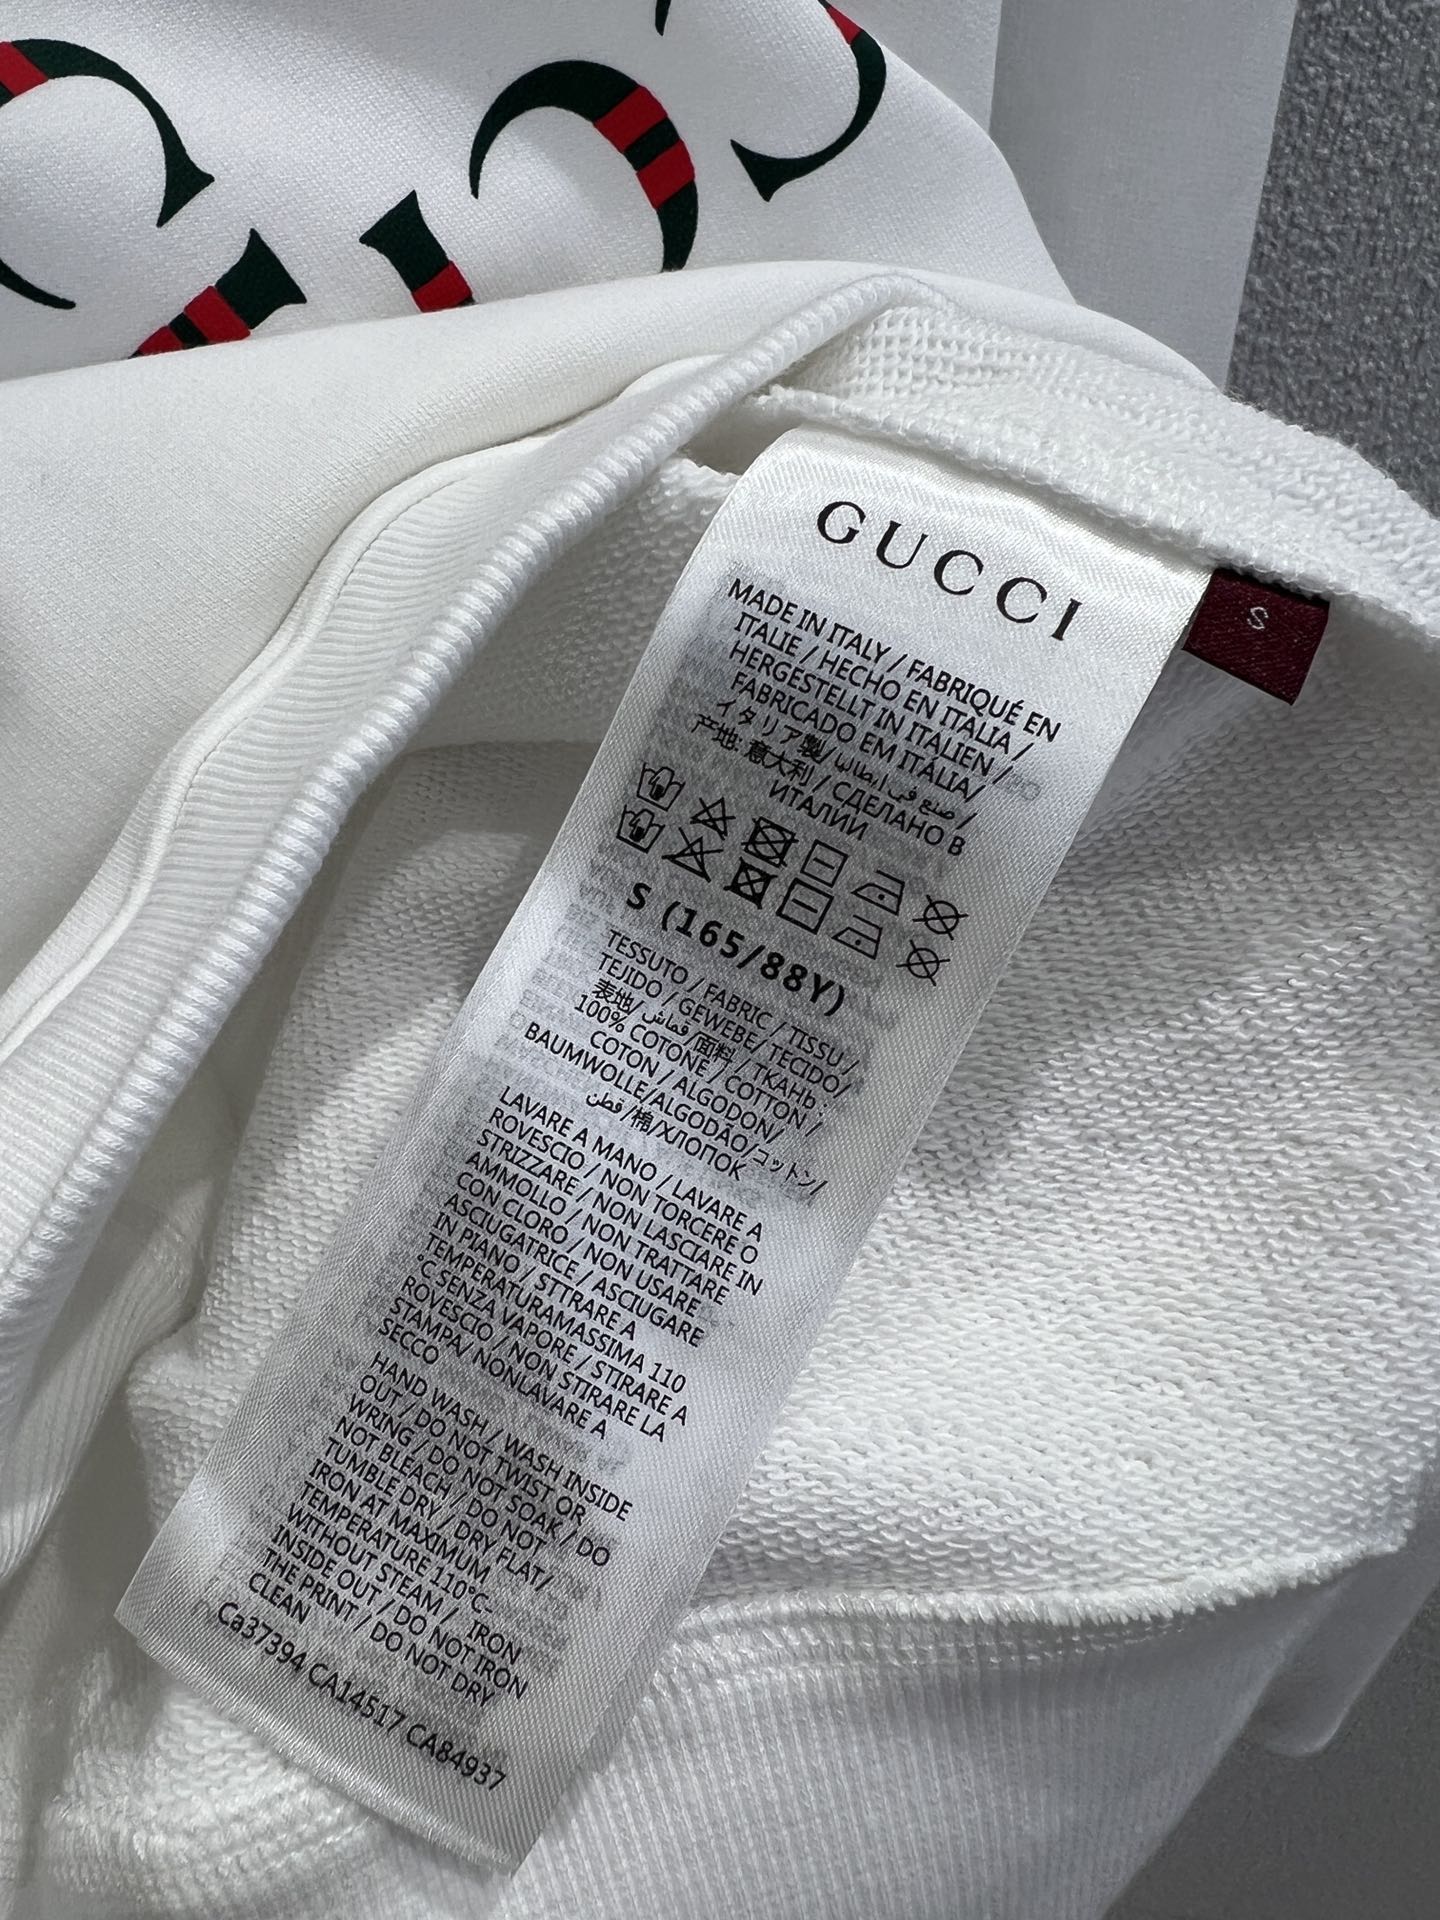 GUCCI
S
MADE IN ITALY / FABRIQUÉ EN
ITALIE / HECHO EN ITALIA /
HERGESTELLT IN ITALIEN /
FABRICADO EM ITÁLIA/
イタリア製/ صنع في ايطاليا /
产地: 意大利 / СДЕЛАНО В
ИТАЛИИ
S (165/88Y)
TESSUTO / FABRIC / TISSU /
TEJIDO / GEWEBE / TECIDO/
表地/ قماش /面料 / ТКАНЬ :
100% COTONE / COTTON /
COTON / ALGODON/
BAUMWOLLE/ALGODÃO/コットン/
قطن /棉/ХЛОПОК
LAVARE A MANO / LAVARE A
ROVESCIO / NON TORCERE O
STRIZZARE / NON LASCIARE IN
AMMOLLO / NON TRATTARE
CON CLORO / NON USARE
ASCIUGATRICE / ASCIUGARE
IN PIANO / STTRARE A
TEMPERATURAMASSIMA 110
°C SENZA VAPORE / STIRARE A
ROVESCIO / NON STIRARE LA
STAMPA/ NONLAVARE A
SECCO
HAND WASH / WASH INSIDE
OUT / DO NOT TWIST OR
WRING / DO NOT SOAK / DO
NOT BLEACH / DO NOT
TUMBLE DRY / DRY FLAT/
IRON AT MAXIMUM
TEMPERATURE 110°C-
WITHOUT STEAM / IRON
INSIDE OUT / DO NOT IRON
THE PRINT / DO NOT DRY
CLEAN
Ca37394 CA14517 CA84937